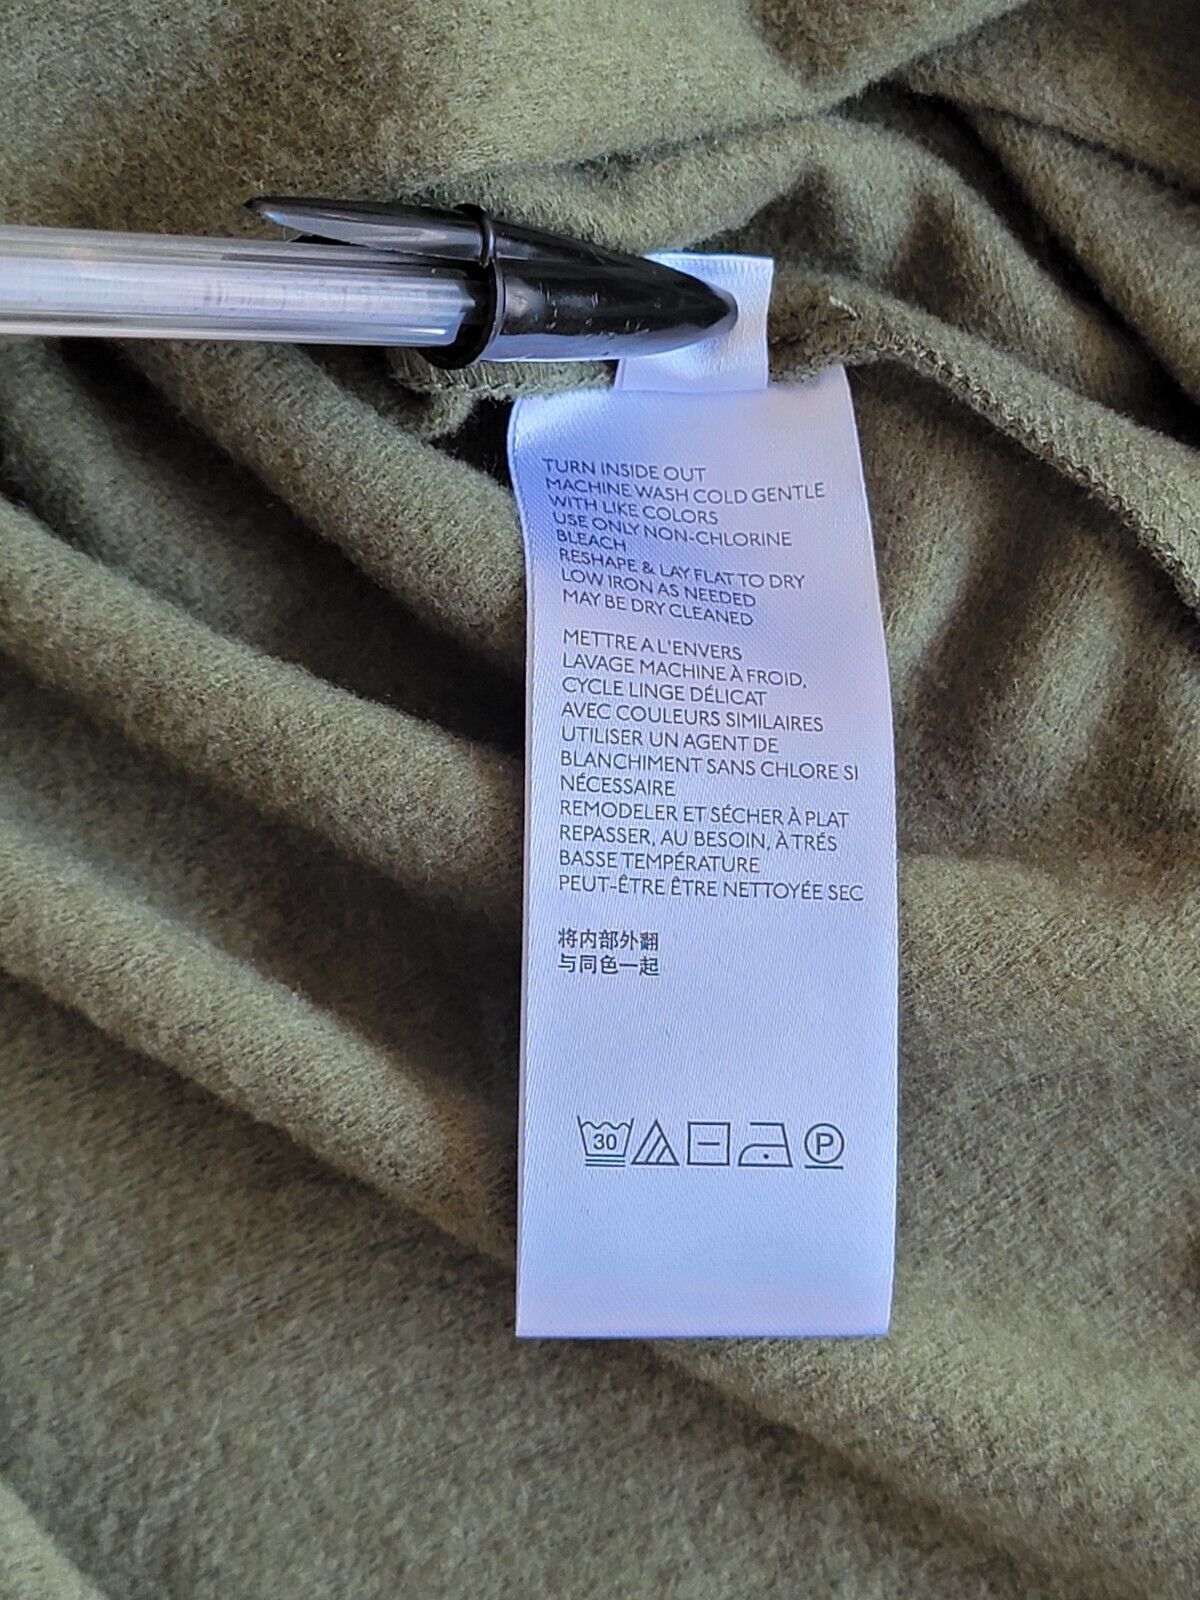 TURN INSIDE OUT
MACHINE WASH COLD GENTLE
WITH LIKE COLORS
USE ONLY NON-CHLORINE
BLEACH
RESHAPE & LAY FLAT TO DRY
LOW IRON AS NEEDED
MAY BE DRY CLEANED
METTRE A L'ENVERS
LAVAGE MACHINE À FROID,
CYCLE LINGE DÉLICAT
AVEC COULEURS SIMILAIRES
UTILISER UN AGENT DE
BLANCHIMENT SANS CHLORE SI
NÉCESSAIRE
REMODELER ET SÉCHER À PLAT
REPASSER, AU BESOIN, À TRÉS
BASSE TEMPÉRATURE
PEUT-ÊTRE ÊTRE NETTOYÉE SEC
将内部外翻
与同色一起
30 P